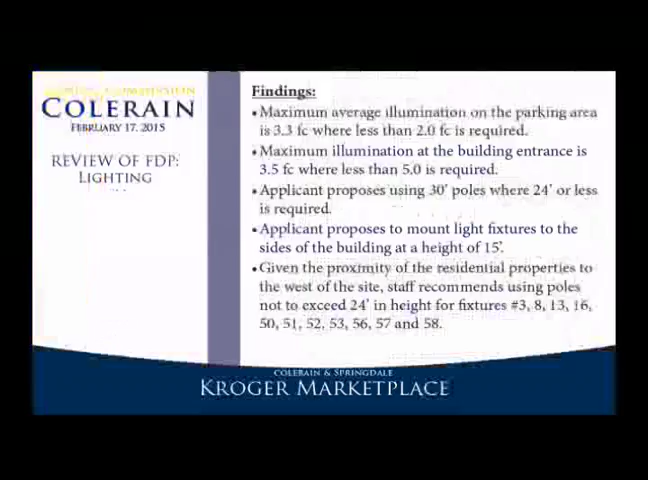 COLERAIN
FEBRUARY 17, 2015
REVIEW OF FDP:
LIGHTING
Findings:
•Maximum average illumination on the parking area
is 3.3 fc where less than 2.0 fc is required.
•Maximum illumination at the building entrance is
3.5 fc where less than 5.0 is required.
•Applicant proposes using 30' poles where 24' or less
is required.
•Applicant proposes to mount light fixtures to the
sides of the building at a height of 15'.
•Given the proximity of the residential properties to
the west of the site, staff recommends using poles
not to exceed 24' in height for fixtures #3, 8, 13, 16,
50, 51, 52, 53, 56, 57 and 58.
COLERAIN & SPRINGDALE
KROGER MARKETPLACE